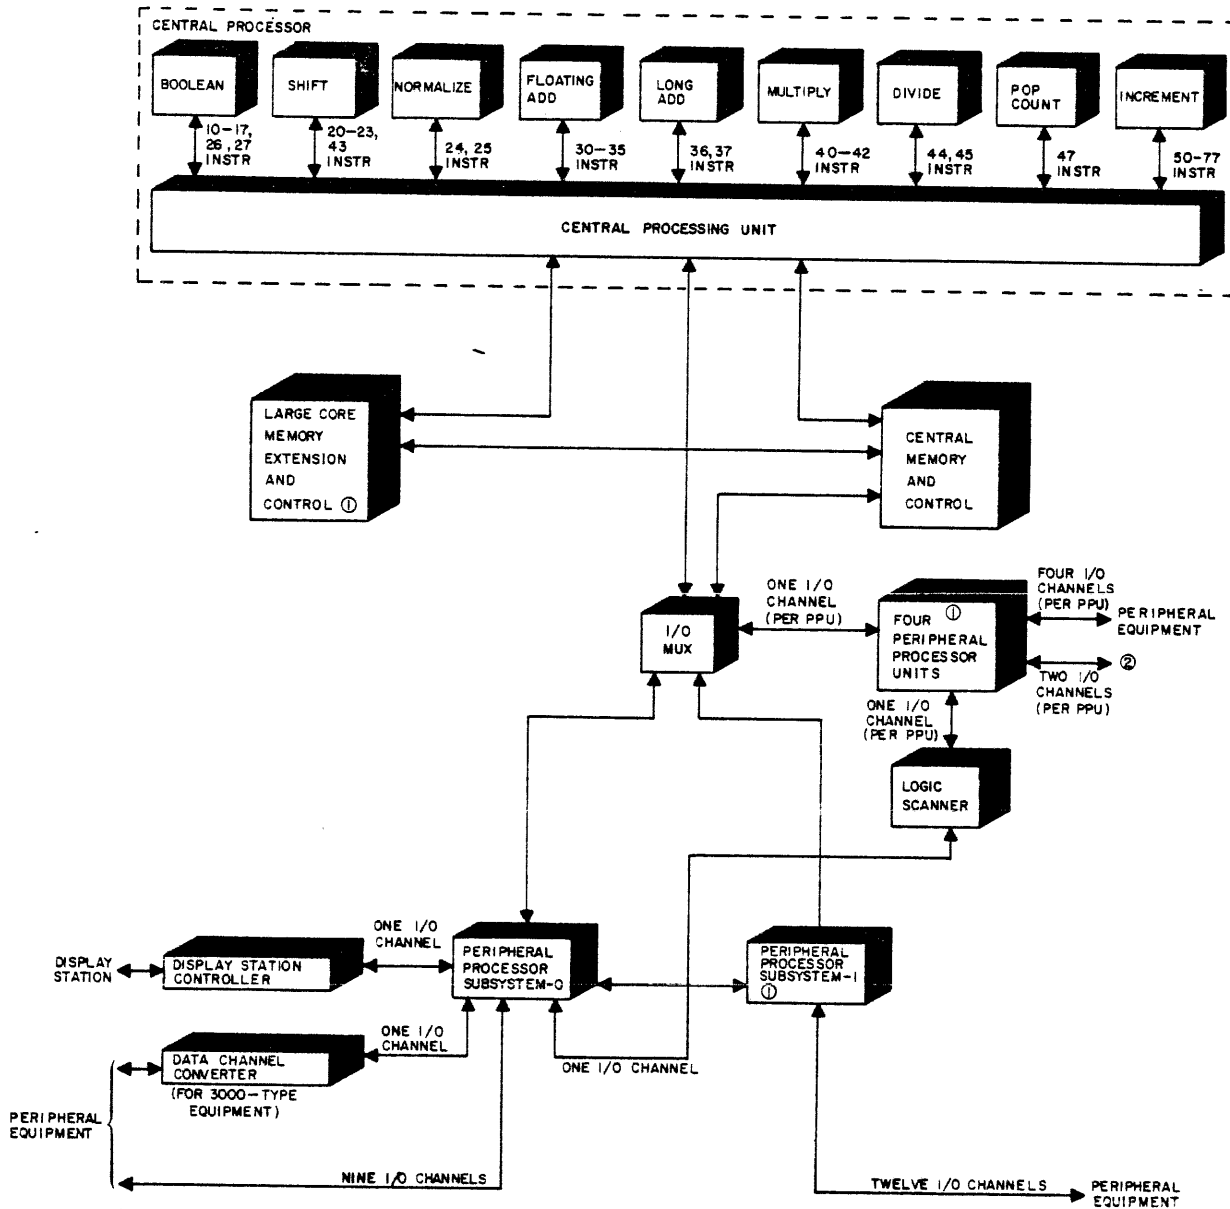 CENTRAL PROCESSOR
BOOLEAN
SHIFT
NORMALIZE
FLOATING
ADD
LONG
ADD
MULTIPLY
DIVIDE
POP
COUNT
INCREMENT
10-17,
26, 27
INSTR
20-23,
43
INSTR
24, 25
INSTR
30-35
INSTR
36, 37
INSTR
40-42
INSTR
44, 45
INSTR
47
INSTR
50-77
INSTR
CENTRAL PROCESSING UNIT
LARGE CORE
MEMORY
EXTENSION
AND
CONTROL ①
CENTRAL
MEMORY
AND
CONTROL
I/O
MUX
ONE I/O
CHANNEL
(PER PPU)
FOUR ①
PERIPHERAL
PROCESSOR
UNITS
FOUR I/O
CHANNELS
(PER PPU)
PERIPHERAL
EQUIPMENT
②
TWO I/O
CHANNELS
(PER PPU)
ONE I/O
CHANNEL
(PER PPU)
LOGIC
SCANNER
DISPLAY
STATION
DISPLAY STATION
CONTROLLER
ONE I/O
CHANNEL
PERIPHERAL
PROCESSOR
SUBSYSTEM-0
PERIPHERAL
PROCESSOR
SUBSYSTEM-1
①
ONE I/O
CHANNEL
DATA CHANNEL
CONVERTER
(FOR 3000-TYPE
EQUIPMENT)
ONE I/O CHANNEL
PERIPHERAL
EQUIPMENT
NINE I/O CHANNELS
TWELVE I/O CHANNELS
PERIPHERAL
EQUIPMENT